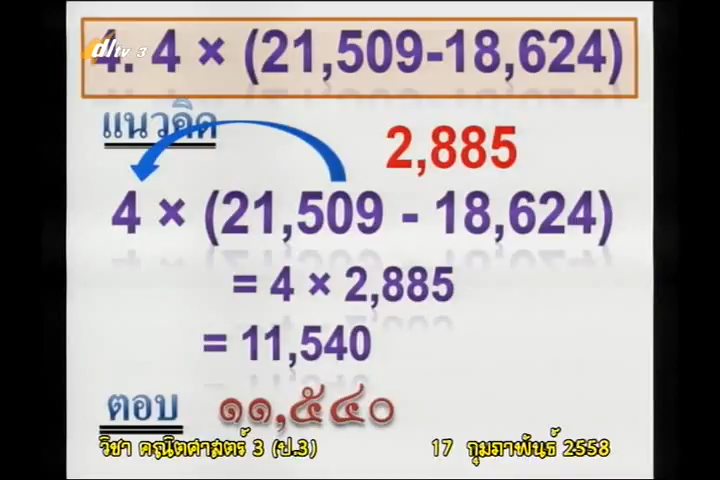 dltv 3
4. 4 × (21,509-18,624)
แนวคิด
2,885
4 × (21,509 - 18,624)
= 4 × 2,885
= 11,540
ตอบ ๑๑,๕๔๐
วิชา คณิตศาสตร์ 3 (ป.3) 17 กุมภาพันธ์ 2558